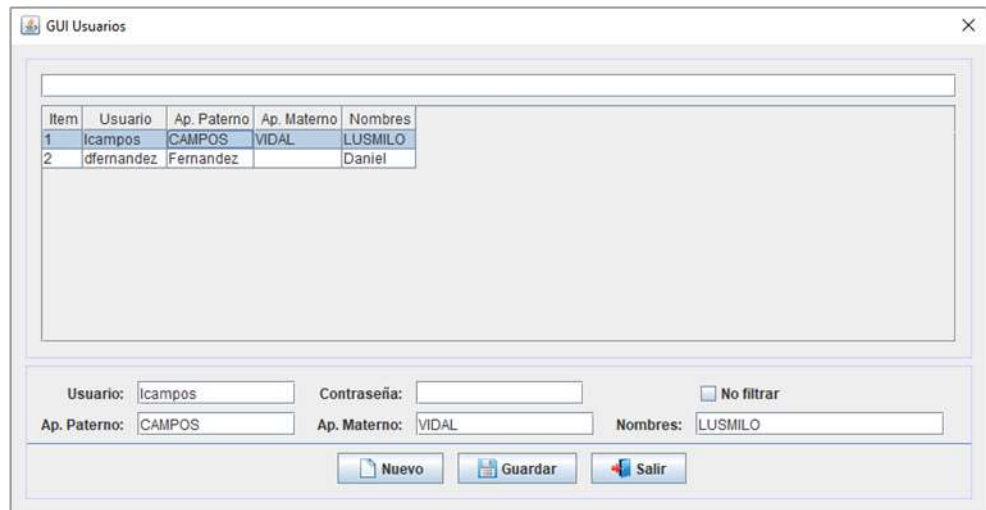 GUI Usuarios
Item Usuario Ap. Paterno Ap. Materno Nombres
1 lcampos CAMPOS VIDAL LUSMILO
2 dfernandez Fernandez Daniel
Usuario: lcampos Contraseña: No filtrar
Ap. Paterno: CAMPOS Ap. Materno: VIDAL Nombres: LUSMILO
Nuevo Guardar Salir